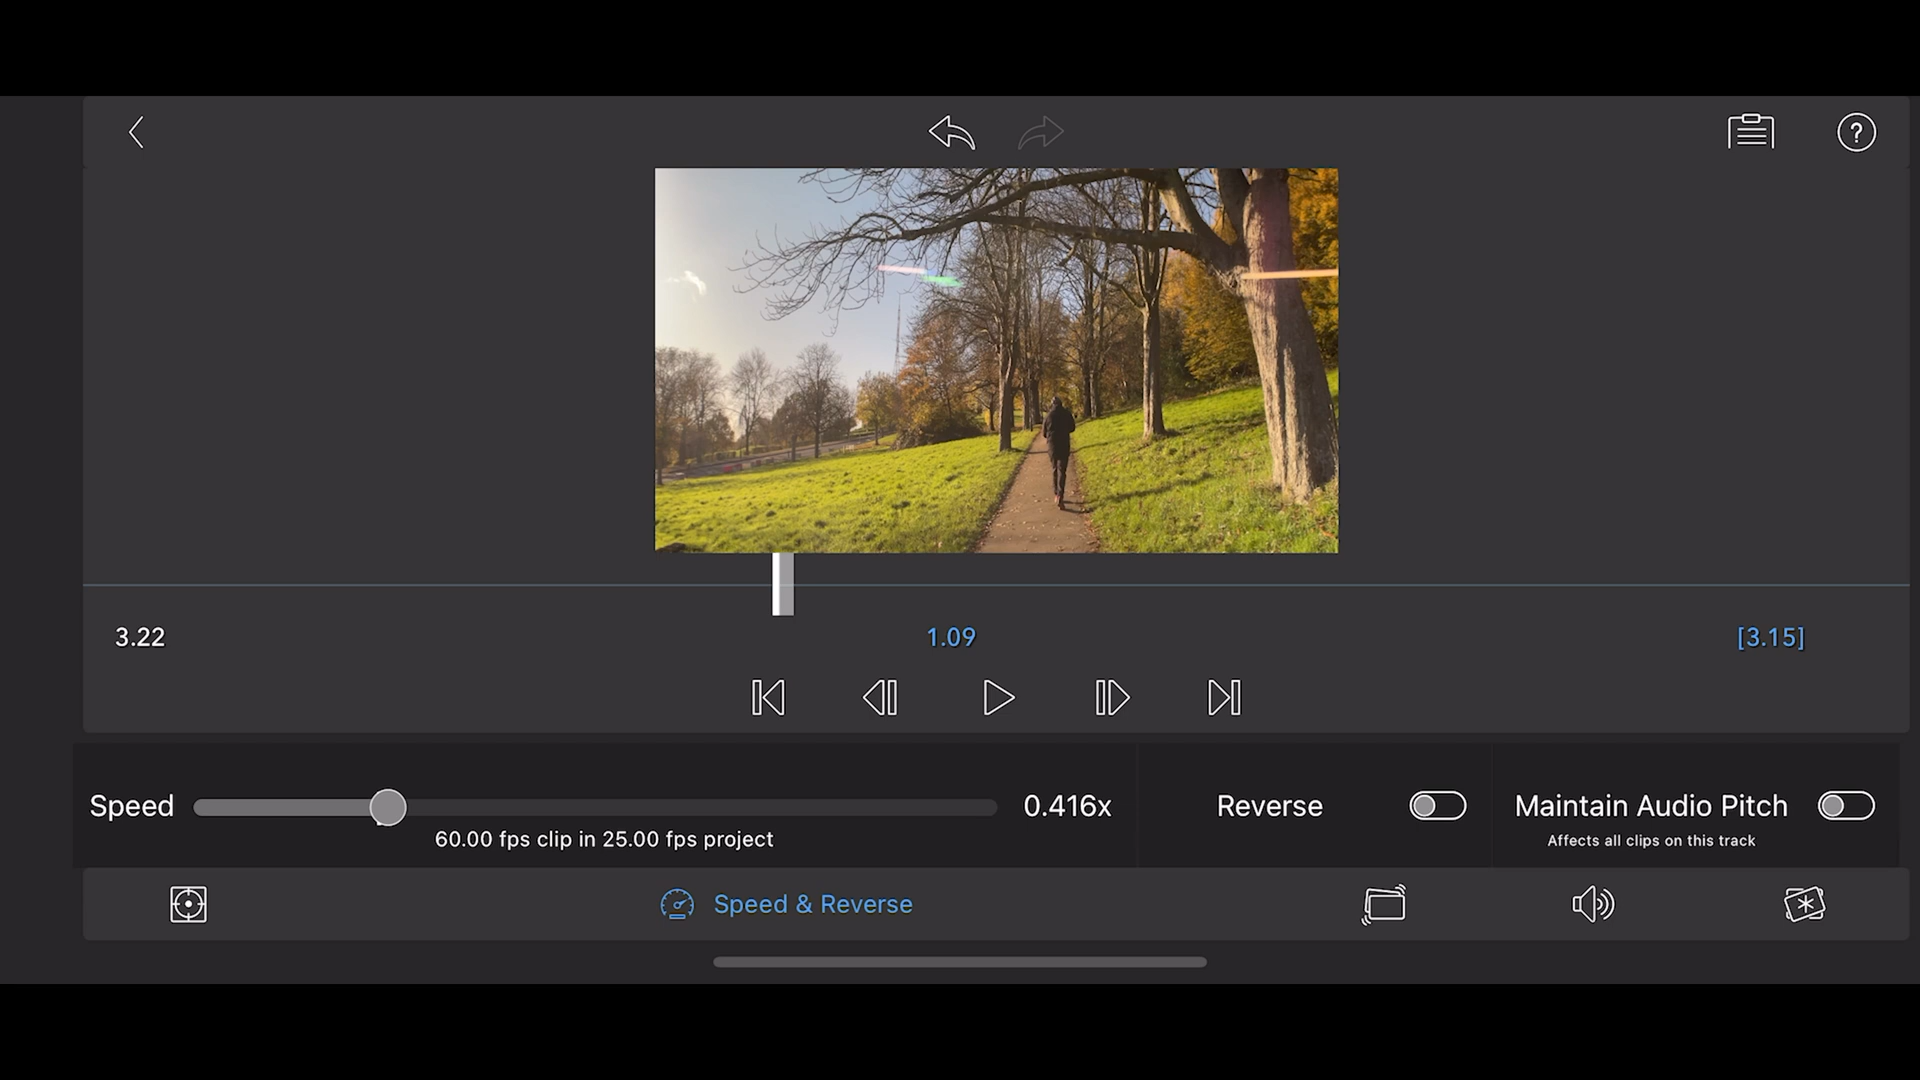 ?
3.22
1.09
[3.15]
Speed
0.416x
60.00 fps clip in 25.00 fps project
Reverse
Maintain Audio Pitch
Affects all clips on this track
Speed & Reverse